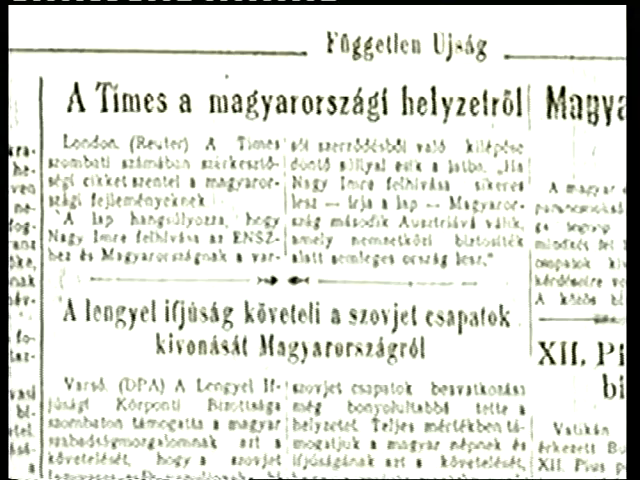 Független Ujság
A Times a magyarországi helyzetről
London. (Reuter) A Times
szombati számában szerkesztő-
ségi cikket szentel a magyaror-
szági fejleményeknek
A lap hangsúlyozza, hogy
Nagy Imre felhívása az ENSZ-
hez és Magyarországnak a var-
sói szerződésből való kilépése
döntő súllyal esik a latba. „Ha
Nagy Imre felhívása sikeres
lesz — írja a lap — Magyaror-
szág második Ausztriává válik,
amely nemzetközi biztosíték
alatt semleges ország lesz."
A lengyel ifjúság követeli a szovjet csapatok
kivonását Magyarországról
Varsó. (DPA) A Lengyel If-
júsági Központi Bizottsága
szombaton támogatta a magyar
szabadságmozgalomnak azt a
követelését, hogy a szovjet
szovjet csapatok beavatkozása
még bonyolultabbá tette a
helyzetet. Teljes mértékben tá-
mogatjuk a magyar népnek és
ifjúságának azt a követelését,
Magya
A magyar
XII. Pi
bi
Vatikán
érkezett Bu
XII. Pius p